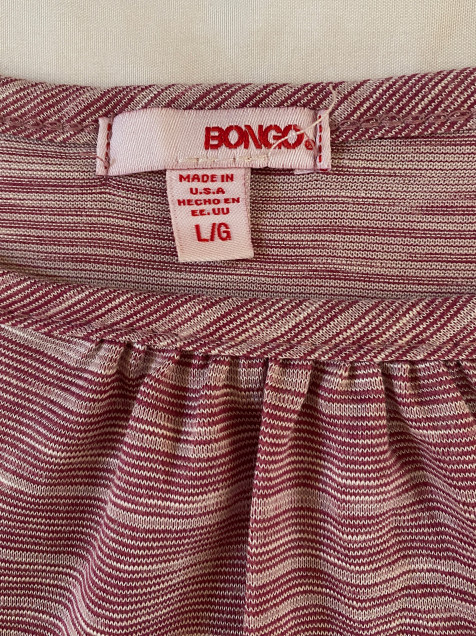 BONGO.
MADE IN
U.S.A
HECHO EN
EE.UU
L/G